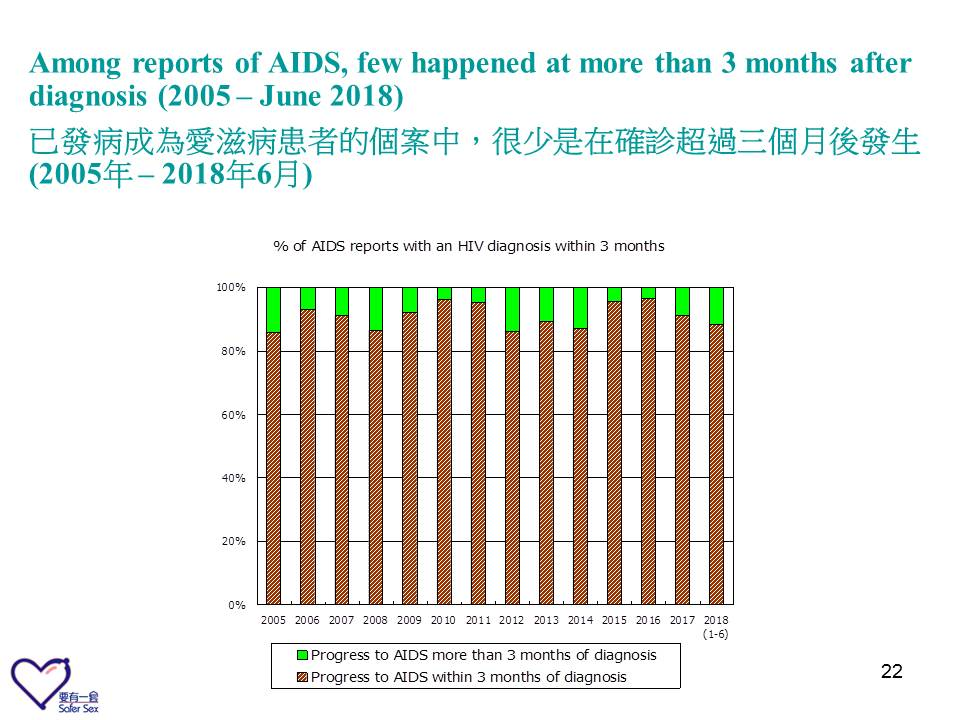 Among reports of AIDS, few happened at more than 3 months after
diagnosis (2005 – June 2018)
已發病成為愛滋病患者的個案中，很少是在確診超過三個月後發生
(2005年 – 2018年6月)
% of AIDS reports with an HIV diagnosis within 3 months
100%
80%
60%
40%
20%
0%
2005 2006 2007 2008 2009 2010 2011 2012 2013 2014 2015 2016 2017 2018
(1-6)
Progress to AIDS more than 3 months of diagnosis
Progress to AIDS within 3 months of diagnosis
22
要有一套
Safer Sex